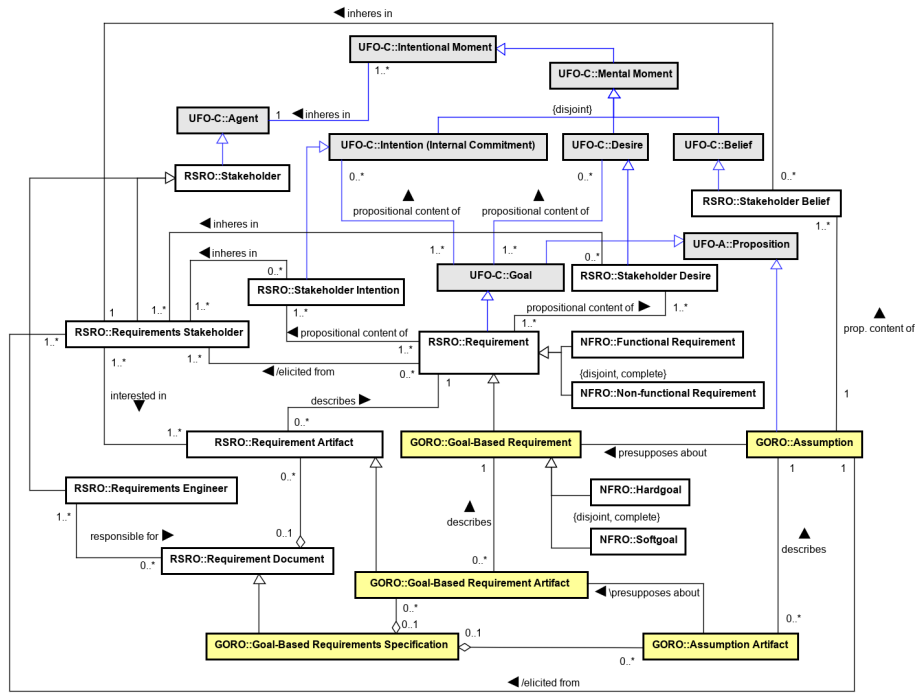 ◀ inheres in
UFO-C::Intentional Moment
1..*
UFO-C::Mental Moment
UFO-C::Agent
1
◀ inheres in
{disjoint}
UFO-C::Intention (Internal Commitment)
UFO-C::Desire
UFO-C::Belief
RSRO::Stakeholder
0..*
0..*
0..*
RSRO::Stakeholder Belief
▲
propositional content of
▲
propositional content of
1..*
◀ inheres in
UFO-A::Proposition
◀ inheres in
1..*
1..*
0..*
0..*
UFO-C::Goal
RSRO::Stakeholder Desire
RSRO::Stakeholder Intention
1
1..*
1..*
1..*
propositional content of ▶
1..*
▲
prop. content of
RSRO::Requirements Stakeholder
◀ propositional content of
1..*
1..*
RSRO::Requirement
NFRO::Functional Requirement
1..*
1..*
1..*
◀ /elicited from
0..*
1
{disjoint, complete}
NFRO::Non-functional Requirement
interested in
▼
describes ▶
1
1..*
0..*
RSRO::Requirement Artifact
GORO::Goal-Based Requirement
GORO::Assumption
◀ presupposes about
0..*
1
1
1
RSRO::Requirements Engineer
NFRO::Hardgoal
1..*
▲
describes
{disjoint, complete}
responsible for ▶
0..1
NFRO::Softgoal
▲
describes
0..*
RSRO::Requirement Document
0..*
GORO::Goal-Based Requirement Artifact
◀ \presupposes about
0..*
0..1
0..*
GORO::Goal-Based Requirements Specification
0..1
0..*
GORO::Assumption Artifact
◀ /elicited from